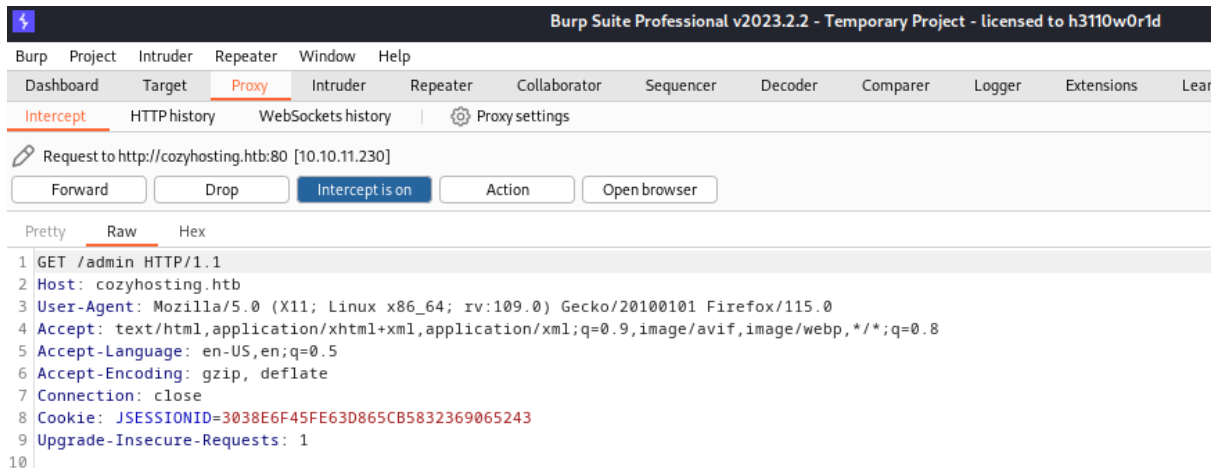 Burp Suite Professional v2023.2.2 - Temporary Project - licensed to h3110w0r1d
Burp Project Intruder Repeater Window Help
Dashboard Target Proxy Intruder Repeater Collaborator Sequencer Decoder Comparer Logger Extensions Lear
Intercept HTTP history WebSockets history Proxy settings
Request to http://cozyhosting.htb:80 [10.10.11.230]
Forward Drop Intercept is on Action Open browser
Pretty Raw Hex
1 GET /admin HTTP/1.1
2 Host: cozyhosting.htb
3 User-Agent: Mozilla/5.0 (X11; Linux x86_64; rv:109.0) Gecko/20100101 Firefox/115.0
4 Accept: text/html,application/xhtml+xml,application/xml;q=0.9,image/avif,image/webp,*/*;q=0.8
5 Accept-Language: en-US,en;q=0.5
6 Accept-Encoding: gzip, deflate
7 Connection: close
8 Cookie: JSESSIONID=3038E6F45FE63D865CB5832369065243
9 Upgrade-Insecure-Requests: 1
10